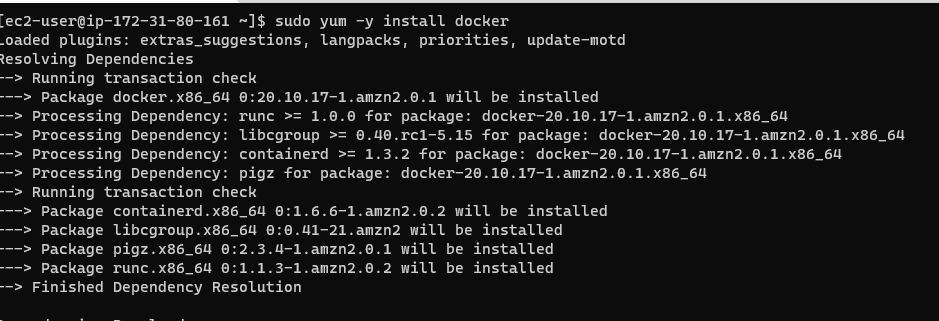 [ec2-user@ip-172-31-80-161 ~]$ sudo yum -y install docker
Loaded plugins: extras_suggestions, langpacks, priorities, update-motd
Resolving Dependencies
--> Running transaction check
---> Package docker.x86_64 0:20.10.17-1.amzn2.0.1 will be installed
--> Processing Dependency: runc >= 1.0.0 for package: docker-20.10.17-1.amzn2.0.1.x86_64
--> Processing Dependency: libcgroup >= 0.40.rc1-5.15 for package: docker-20.10.17-1.amzn2.0.1.x86_64
--> Processing Dependency: containerd >= 1.3.2 for package: docker-20.10.17-1.amzn2.0.1.x86_64
--> Processing Dependency: pigz for package: docker-20.10.17-1.amzn2.0.1.x86_64
--> Running transaction check
---> Package containerd.x86_64 0:1.6.6-1.amzn2.0.2 will be installed
---> Package libcgroup.x86_64 0:0.41-21.amzn2 will be installed
---> Package pigz.x86_64 0:2.3.4-1.amzn2.0.1 will be installed
---> Package runc.x86_64 0:1.1.3-1.amzn2.0.2 will be installed
--> Finished Dependency Resolution